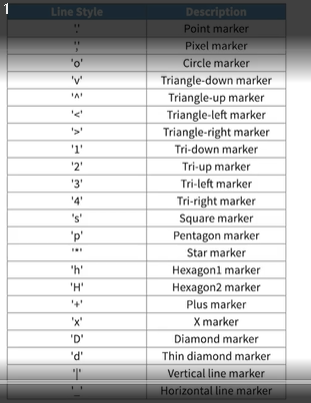 1
Line Style Description
'.' Point marker
',' Pixel marker
'o' Circle marker
'v' Triangle-down marker
'^' Triangle-up marker
'<' Triangle-left marker
'>' Triangle-right marker
'1' Tri-down marker
'2' Tri-up marker
'3' Tri-left marker
'4' Tri-right marker
's' Square marker
'p' Pentagon marker
'*' Star marker
'h' Hexagon1 marker
'H' Hexagon2 marker
'+' Plus marker
'x' X marker
'D' Diamond marker
'd' Thin diamond marker
'|' Vertical line marker
'_' Horizontal line marker